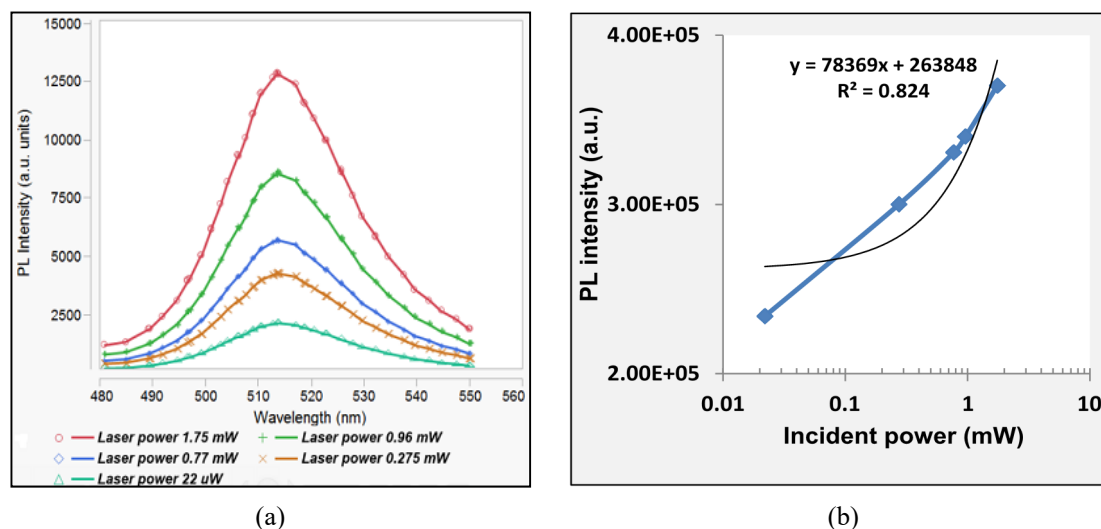 15000
12500
10000
7500
5000
2500
PL Intensity (a.u. units)
480 490 500 510 520 530 540 550 560
Wavelength (nm)
Laser power 1.75 mW Laser power 0.96 mW
Laser power 0.77 mW Laser power 0.275 mW
Laser power 22 uW
(a)
4.00E+05
3.00E+05
2.00E+05
PL intensity (a.u.)
y = 78369x + 263848
R² = 0.824
0.01 0.1 1 10
Incident power (mW)
(b)